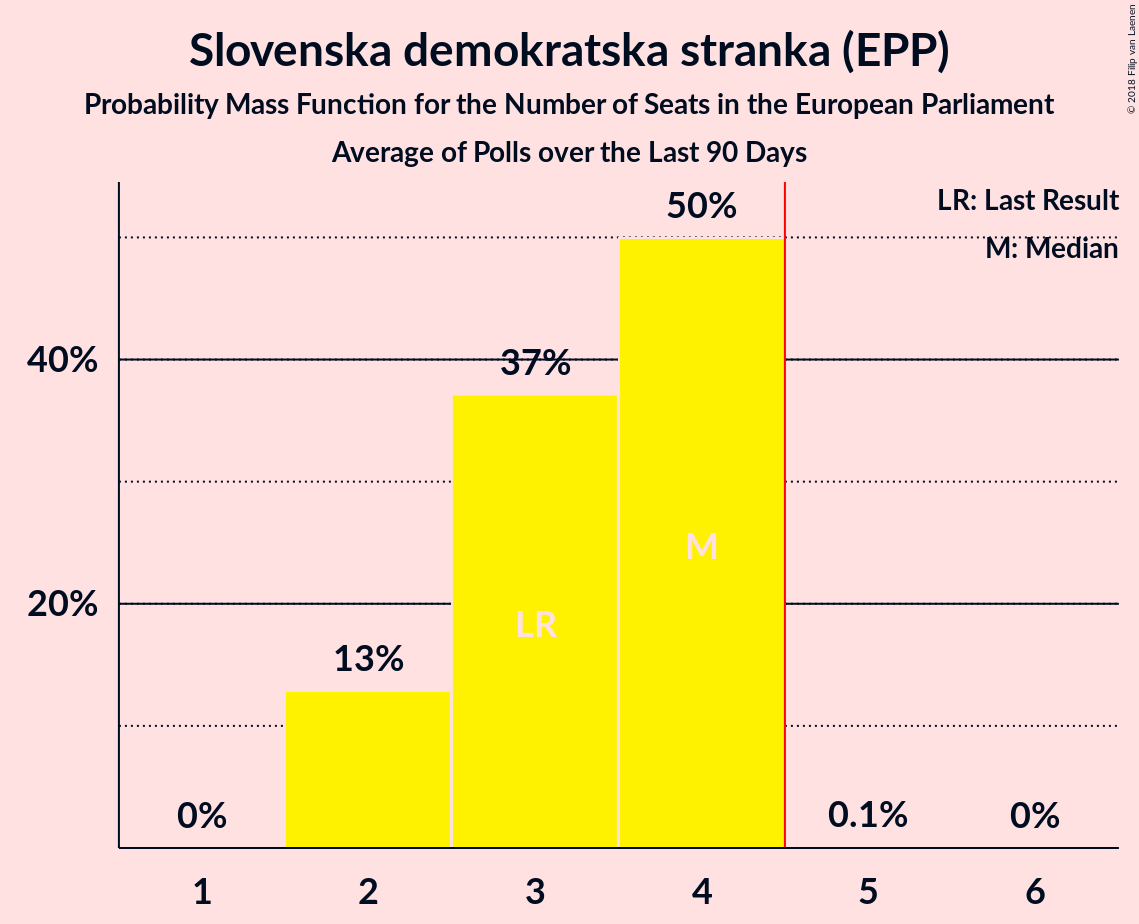 Slovenska demokratska stranka (EPP)
Probability Mass Function for the Number of Seats in the European Parliament
Average of Polls over the Last 90 Days
© 2018 Filip van Laenen
LR: Last Result
M: Median
50%
40%
37%
M
20%
LR
13%
0%
0.1%
0%
1 2 3 4 5 6